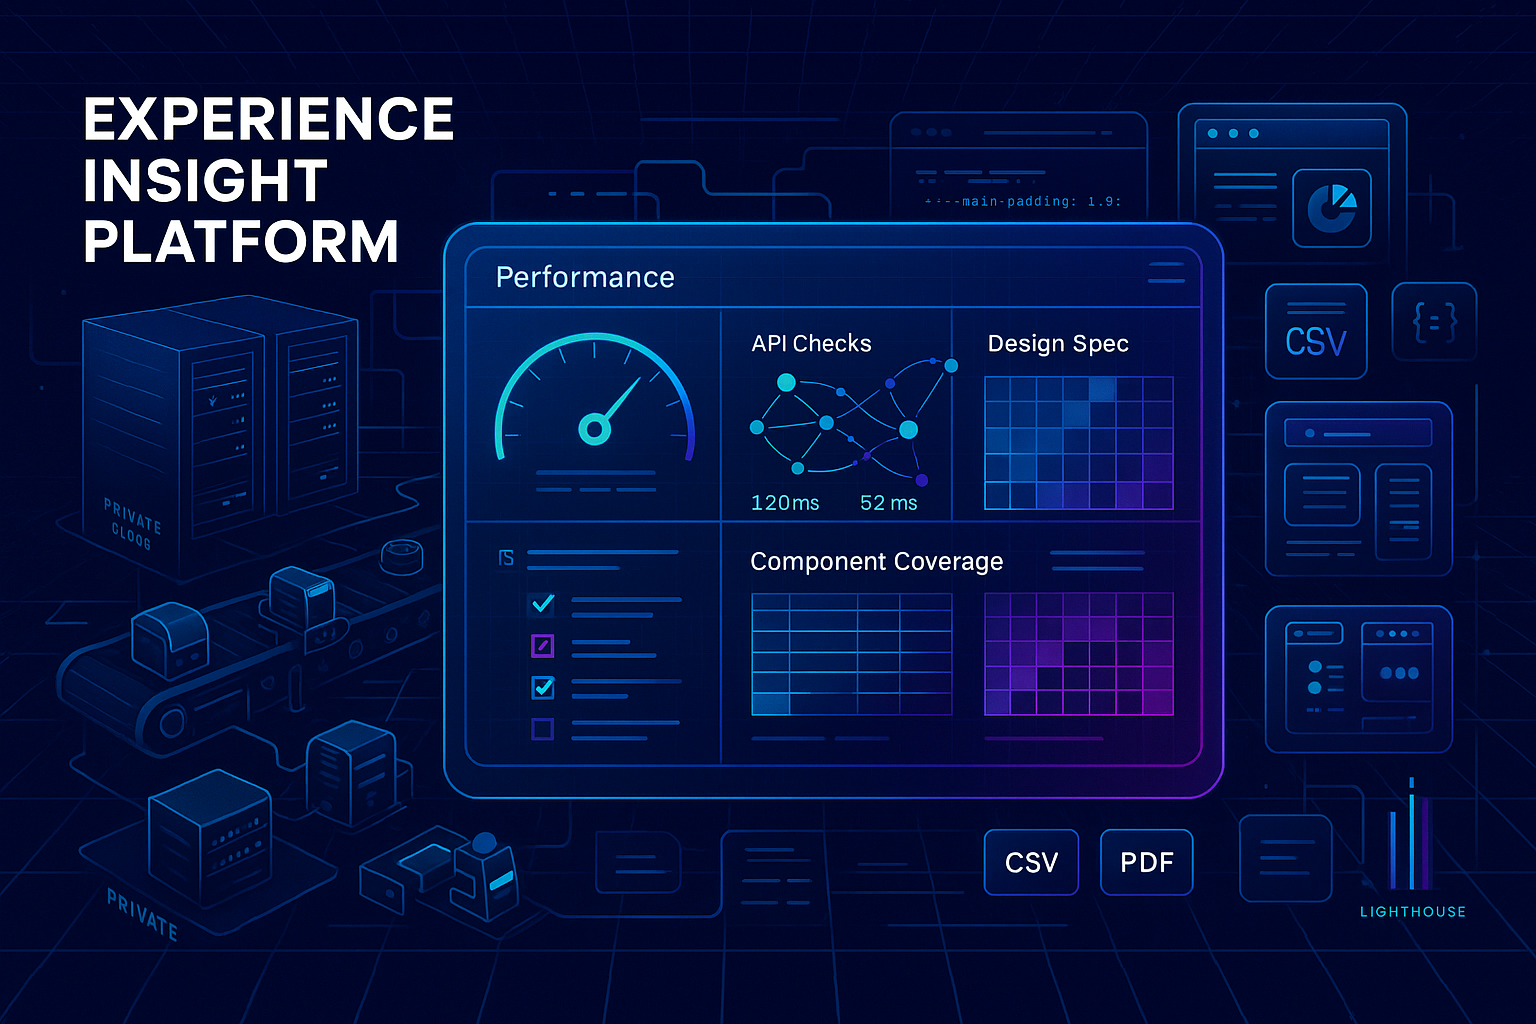 EXPERIENCE
INSIGHT
PLATFORM
--main-padding: 1.9:
Performance
API Checks
Design Spec
120ms
52 ms
Component Coverage
CSV
{=}
PRIVATE
GLOOG
PRIVATE
CSV
PDF
LIGHTHOUSE